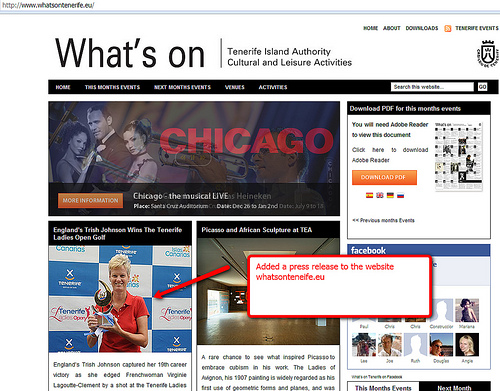 http://www.whatsontenerife.eu/
HOME ABOUT DOWNLOADS TENERIFE EVENTS
What's on
Tenerife Island Authority
Cultural and Leisure Activities
HOME THIS MONTHS EVENTS NEXT MONTH EVENTS VENUES ACTIVITIES
Search this website... GO
CHICAGO
MORE INFORMATION
Chicago - the musical LIVE
Heineken
Place: Santa Cruz Auditorium Date: Dec 26 to Jan 2nd
Download PDF for this months events
You will need Adobe Reader
to view this document
Click here to download
Adobe Reader
DOWNLOAD PDF
<< Previous months Events
England's Trish Johnson Wins The Tenerife
Ladies Open Golf
Canarias
TENERIFE
Islas
Canarias
Tenerife
Ladies Open
England's Trish Johnson captured her 19th career
victory as she edged Frenchwoman Virginie
Lagoutte-Clement by a shot at the Tenerife Ladies
Picasso and African Sculpture at TEA
A rare chance to see what inspired Picasso to
embrace cubism in his work. The Ladies of
Avignon, his 1907 painting is widely regarded as his
first use of geometric forms and planes, and was
Added a press release to the website
whatsonteneife.eu
facebook
Paul Chris Chris Constructor Mariana
Lee Joe Ruth Douglas Angie
What's on Tenerife on Facebook
This Months Events Next Month